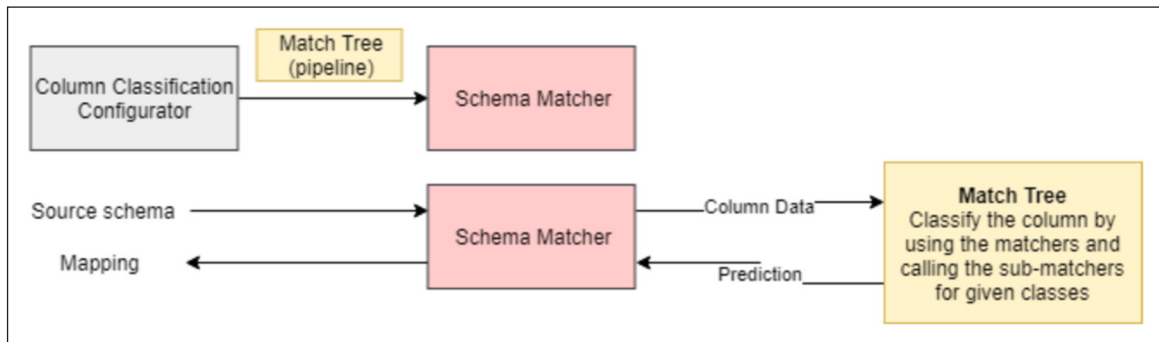 Column Classification
Configurator
Match Tree
(pipeline)
Schema Matcher
Source schema
Mapping
Schema Matcher
Column Data
Prediction
Match Tree
Classify the column by
using the matchers and
calling the sub-matchers
for given classes